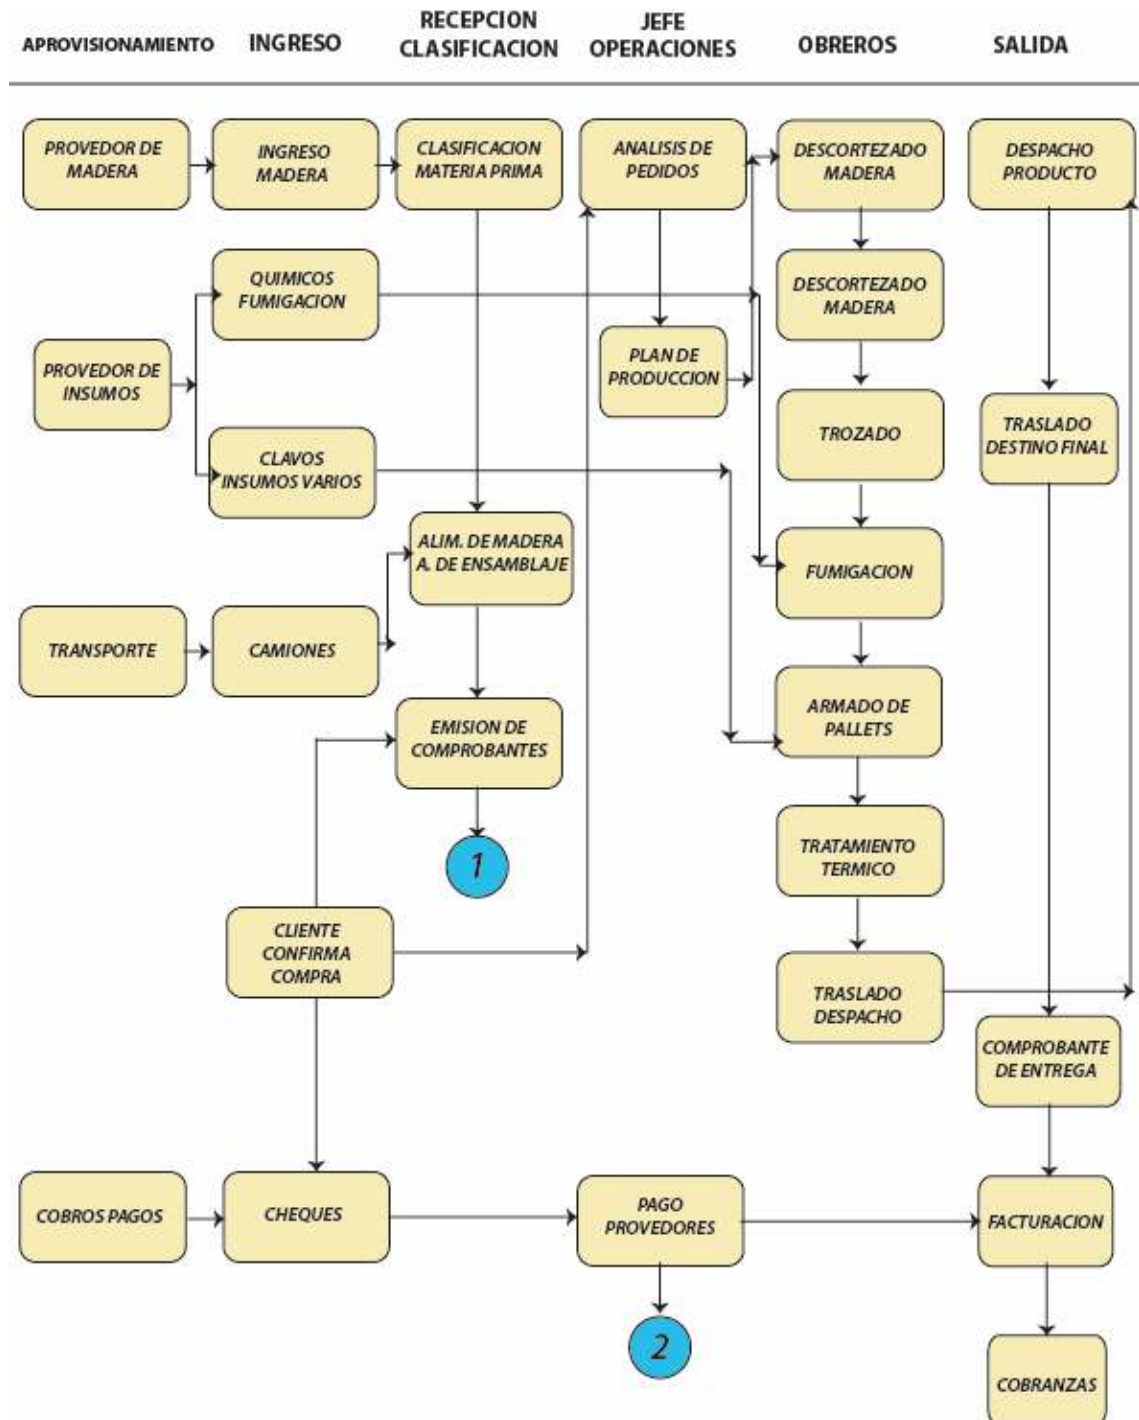 APROVISIONAMIENTO
INGRESO
RECEPCION
CLASIFICACION
JEFE
OPERACIONES
OBREROS
SALIDA
PROVEDOR DE
MADERA
INGRESO
MADERA
CLASIFICACION
MATERIA PRIMA
ANALISIS DE
PEDIDOS
DESCORTEZADO
MADERA
DESPACHO
PRODUCTO
QUIMICOS
FUMIGACION
DESCORTEZADO
MADERA
PROVEDOR DE
INSUMOS
PLAN DE
PRODUCCION
CLAVOS
INSUMOS VARIOS
TROZADO
TRASLADO
DESTINO FINAL
ALIM. DE MADERA
A. DE ENSAMBLAJE
FUMIGACION
TRANSPORTE
CAMIONES
EMISION DE
COMPROBANTES
ARMADO DE
PALLETS
1
TRATAMIENTO
TERMICO
CLIENTE
CONFIRMA
COMPRA
TRASLADO
DESPACHO
COMPROBANTE
DE ENTREGA
COBROS PAGOS
CHEQUES
PAGO
PROVEDORES
FACTURACION
2
COBRANZAS